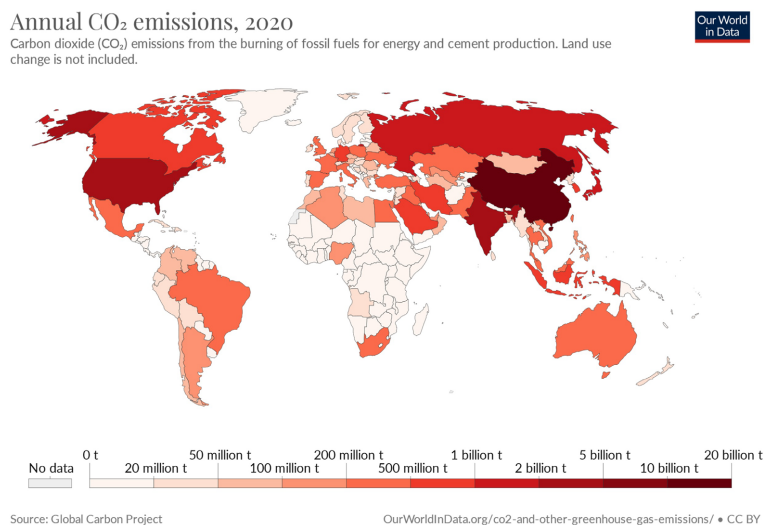 Annual CO₂ emissions, 2020
Our World
in Data
Carbon dioxide (CO₂) emissions from the burning of fossil fuels for energy and cement production. Land use
change is not included.
No data
0 t
20 million t
50 million t
100 million t
200 million t
500 million t
1 billion t
2 billion t
5 billion t
10 billion t
20 billion t
Source: Global Carbon Project
OurWorldInData.org/co2-and-other-greenhouse-gas-emissions/ • CC BY